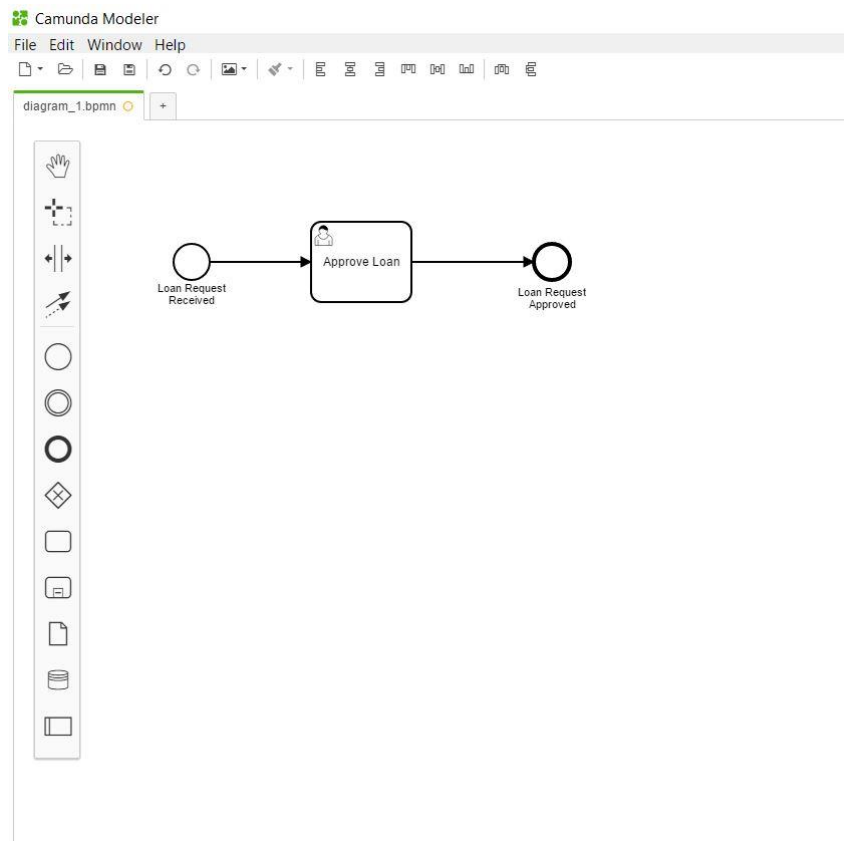 Camunda Modeler
File Edit Window Help
diagram_1.bpmn
+
Approve Loan
Loan Request
Received
Loan Request
Approved